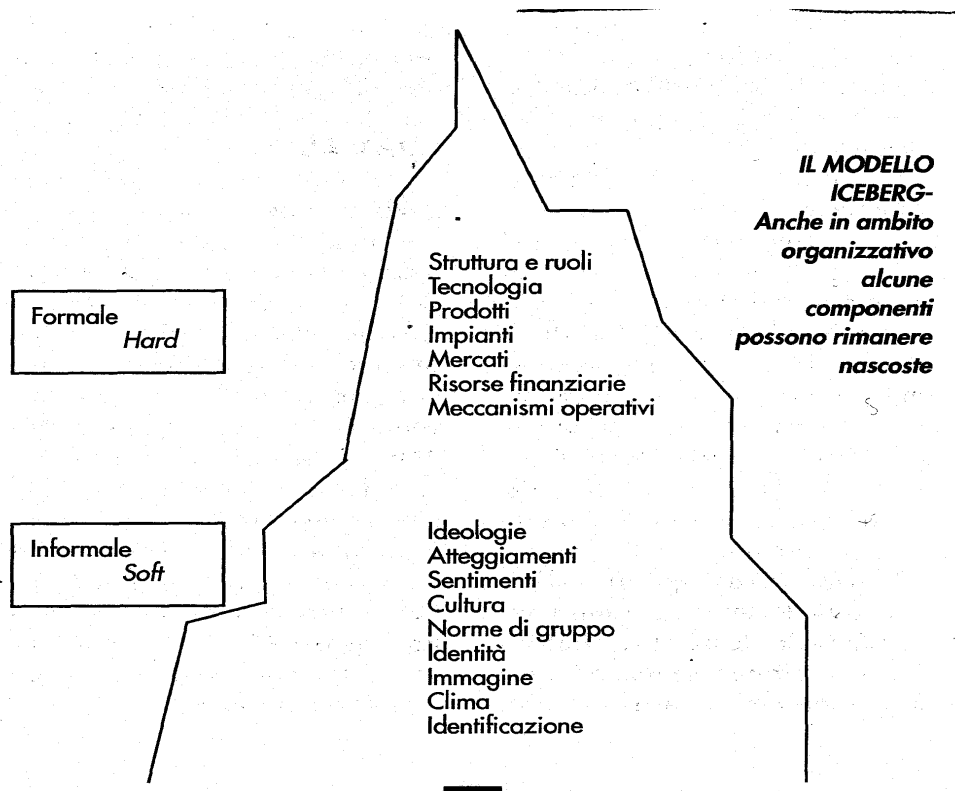 IL MODELLO
ICEBERG-
Anche in ambito
organizzativo
alcune
componenti
possono rimanere
nascoste
Formale
Hard
Struttura e ruoli
Tecnologia
Prodotti
Impianti
Mercati
Risorse finanziarie
Meccanismi operativi
Informale
Soft
Ideologie
Atteggiamenti
Sentimenti
Cultura
Norme di gruppo
Identità
Immagine
Clima
Identificazione